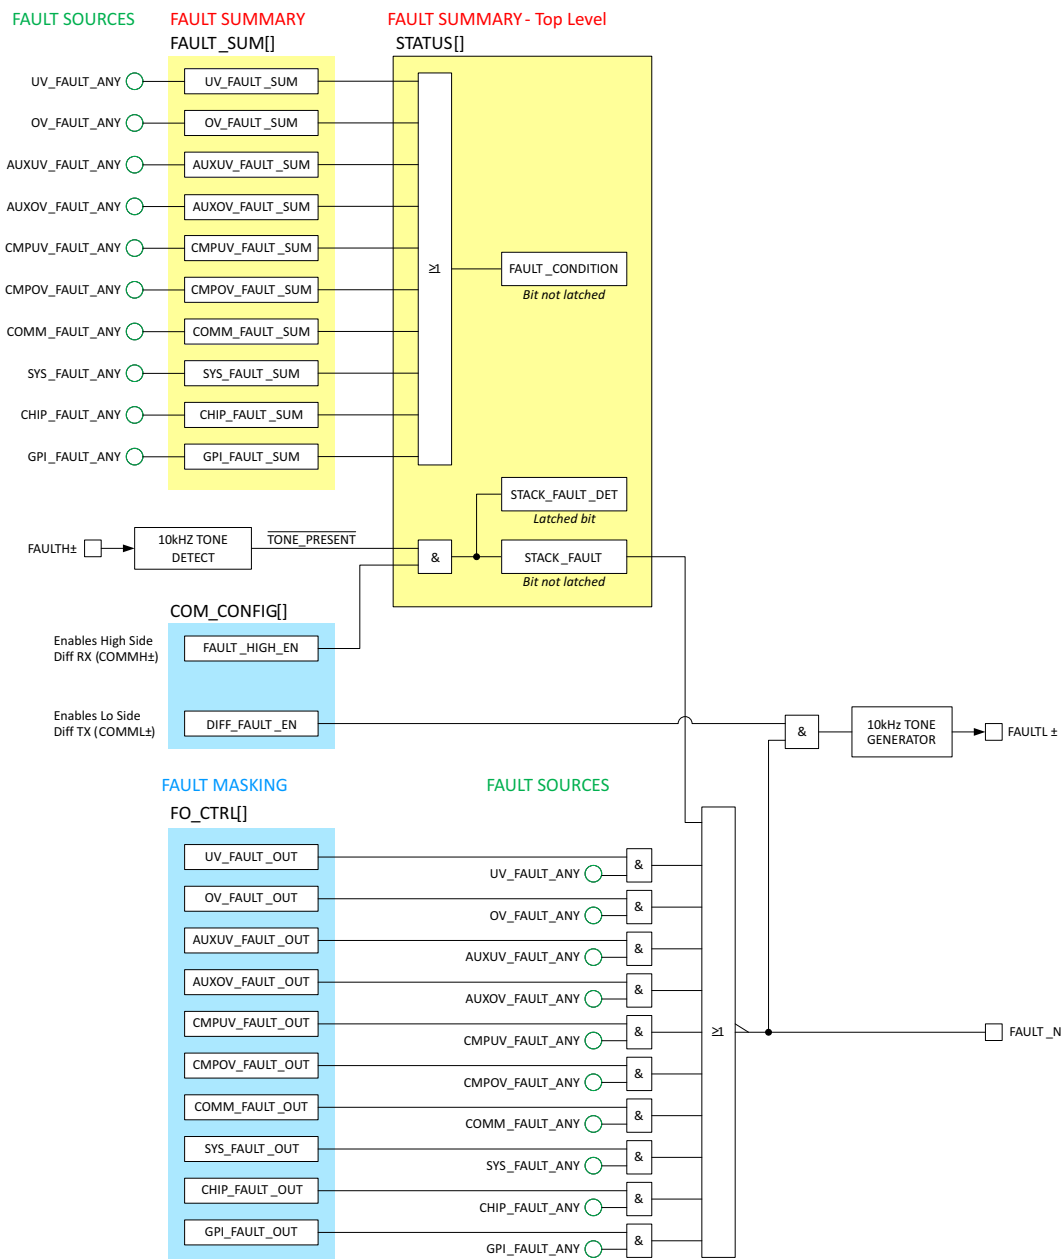 FAULT SOURCES
FAULT SUMMARY
FAULT SUMMARY - Top Level
FAULT_SUM[]
STATUS[]
UV_FAULT_ANY
UV_FAULT_SUM
OV_FAULT_ANY
OV_FAULT_SUM
AUXUV_FAULT_ANY
AUXUV_FAULT_SUM
AUXOV_FAULT_ANY
AUXOV_FAULT_SUM
CMPUV_FAULT_ANY
CMPUV_FAULT_SUM
≥1
FAULT_CONDITION
Bit not latched
CMPOV_FAULT_ANY
CMPOV_FAULT_SUM
COMM_FAULT_ANY
COMM_FAULT_SUM
SYS_FAULT_ANY
SYS_FAULT_SUM
CHIP_FAULT_ANY
CHIP_FAULT_SUM
GPI_FAULT_ANY
GPI_FAULT_SUM
STACK_FAULT_DET
Latched bit
FAULTH±
10kHZ TONE
DETECT
TONE_PRESENT
&
STACK_FAULT
Bit not latched
COM_CONFIG[]
Enables High Side
Diff RX (COMMH±)
FAULT_HIGH_EN
Enables Lo Side
Diff TX (COMML±)
DIFF_FAULT_EN
&
10kHz TONE
GENERATOR
FAULTL ±
FAULT MASKING
FAULT SOURCES
FO_CTRL[]
UV_FAULT_OUT
&
UV_FAULT_ANY
OV_FAULT_OUT
&
OV_FAULT_ANY
AUXUV_FAULT_OUT
&
AUXUV_FAULT_ANY
AUXOV_FAULT_OUT
&
AUXOV_FAULT_ANY
CMPUV_FAULT_OUT
&
≥1
FAULT_N
CMPUV_FAULT_ANY
CMPOV_FAULT_OUT
&
CMPOV_FAULT_ANY
COMM_FAULT_OUT
&
COMM_FAULT_ANY
SYS_FAULT_OUT
&
SYS_FAULT_ANY
CHIP_FAULT_OUT
&
CHIP_FAULT_ANY
GPI_FAULT_OUT
&
GPI_FAULT_ANY